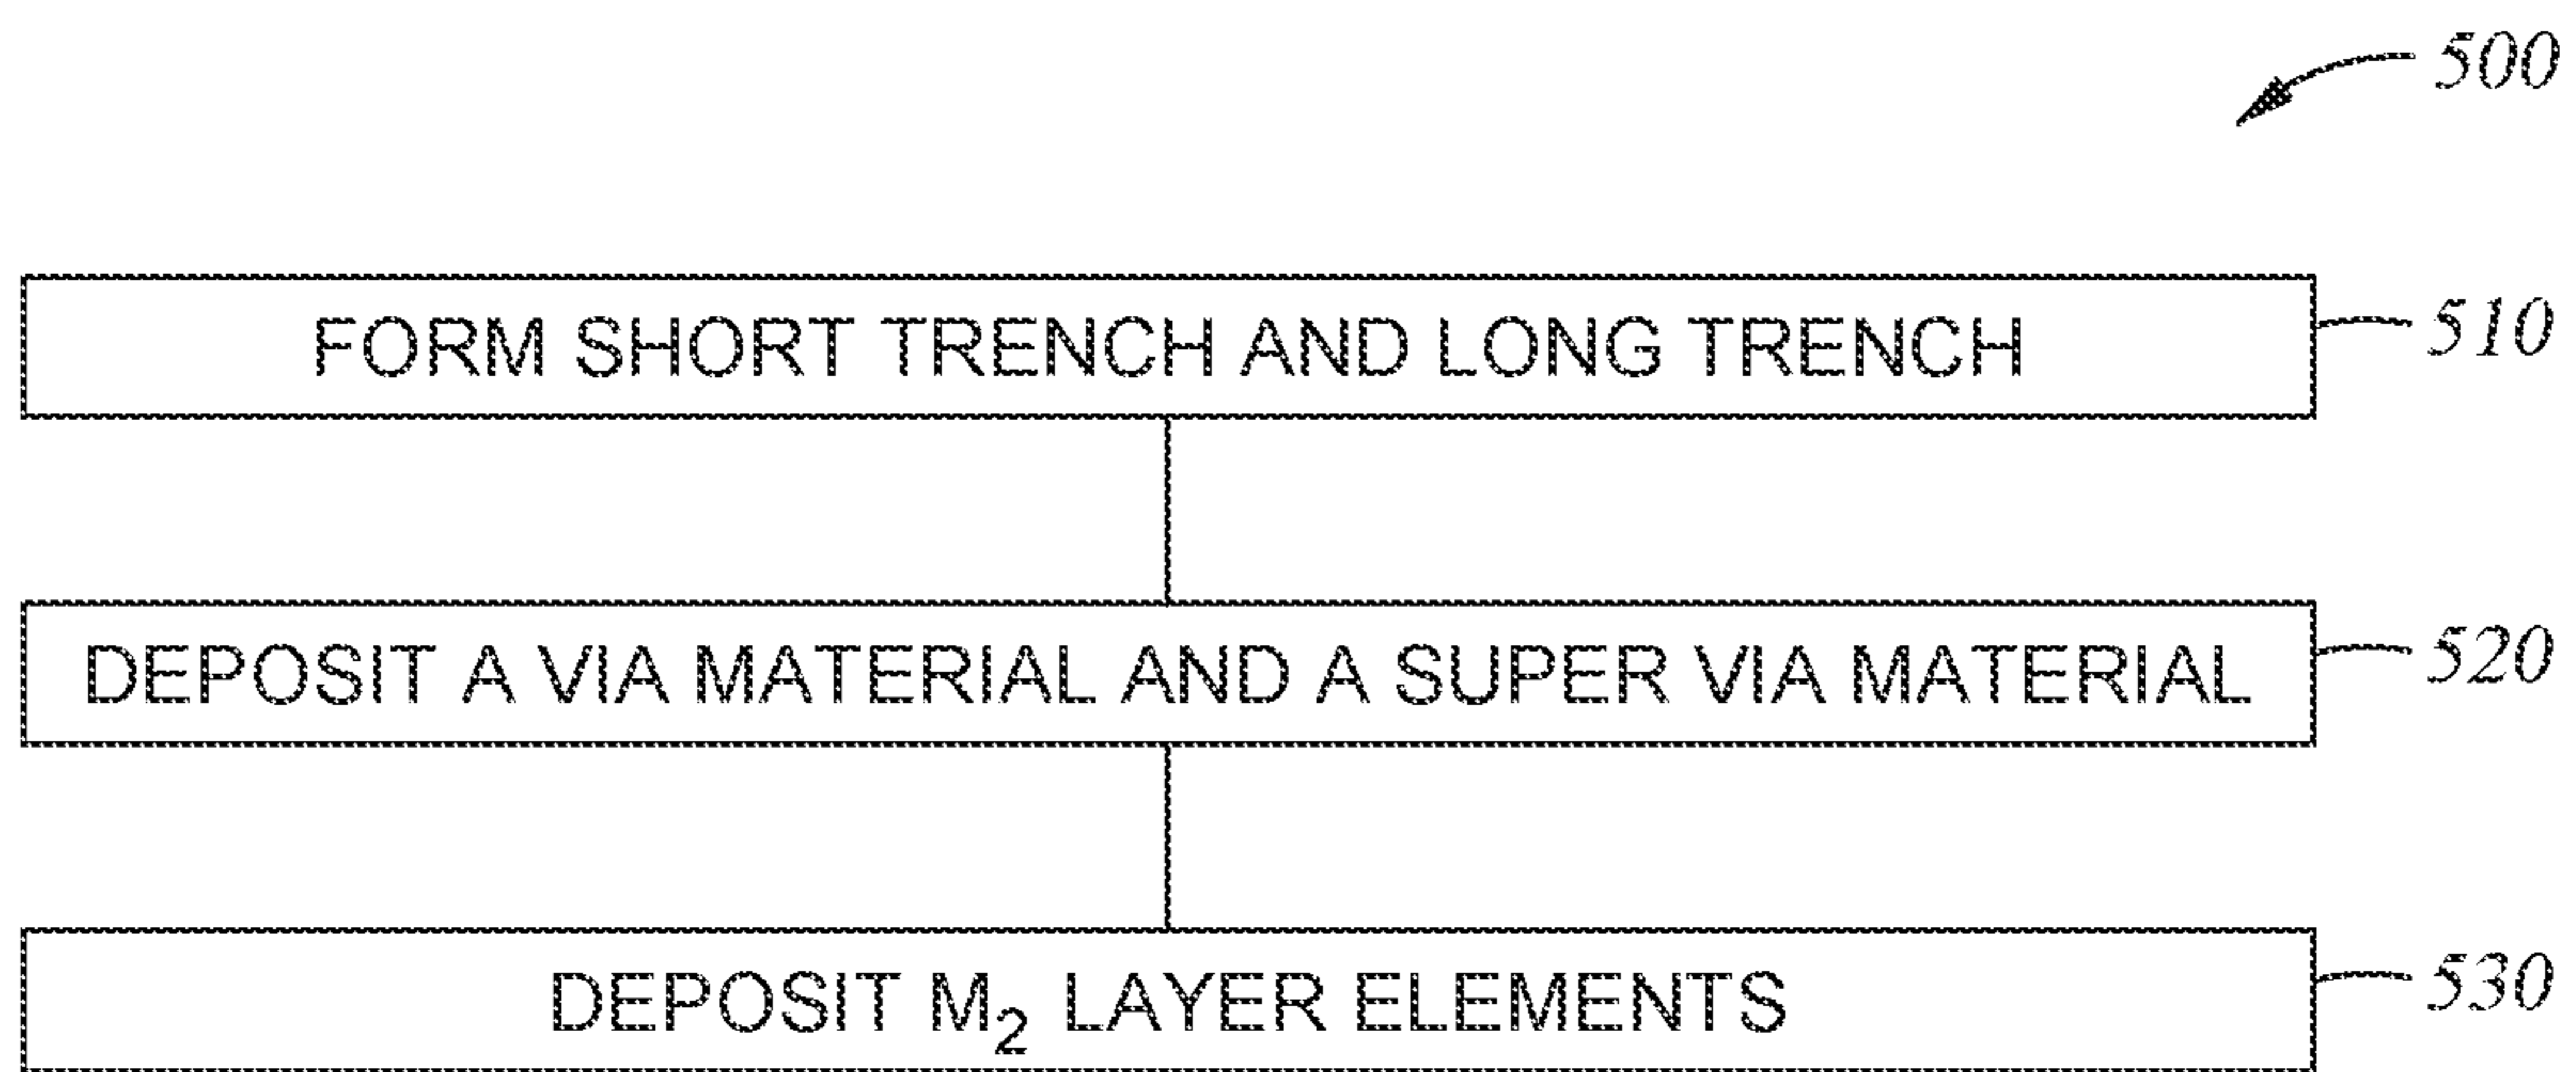 500
FORM SHORT TRENCH AND LONG TRENCH
510
DEPOSIT A VIA MATERIAL AND A SUPER VIA MATERIAL
520
DEPOSIT M₂ LAYER ELEMENTS
530